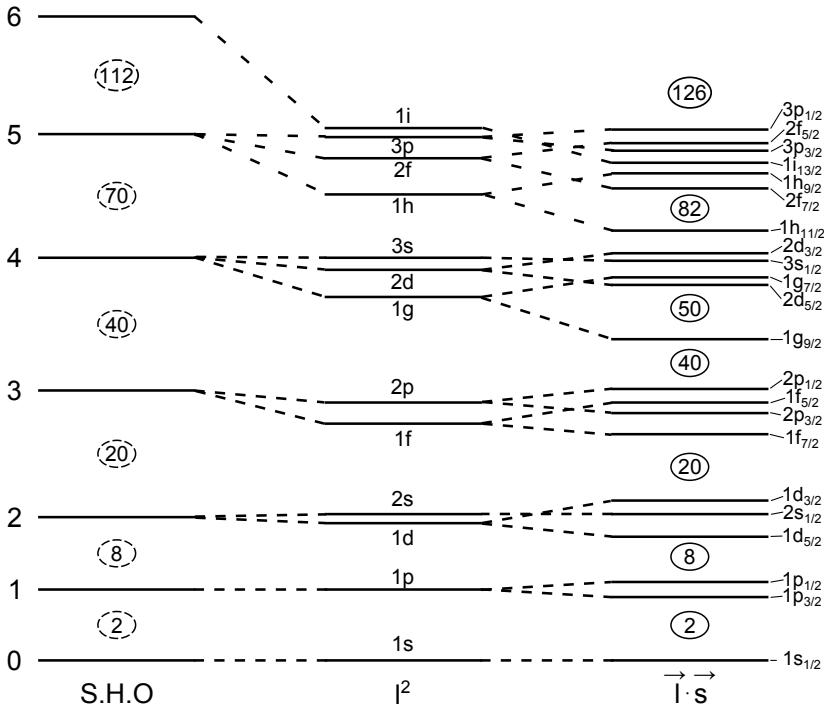 6
112
5
70
4
40
3
20
2
8
1
2
0
S.H.O
1i
3p
2f
1h
3s
2d
1g
2p
1f
2s
1d
1p
1s
l²
126
82
50
40
20
8
2
3p1/2
2f5/2
3p3/2
1i13/2
1h9/2
2f7/2
1h11/2
2d3/2
3s1/2
1g7/2
2d5/2
1g9/2
2p1/2
1f5/2
2p3/2
1f7/2
1d3/2
2s1/2
1d5/2
1p1/2
1p3/2
1s1/2
l · s